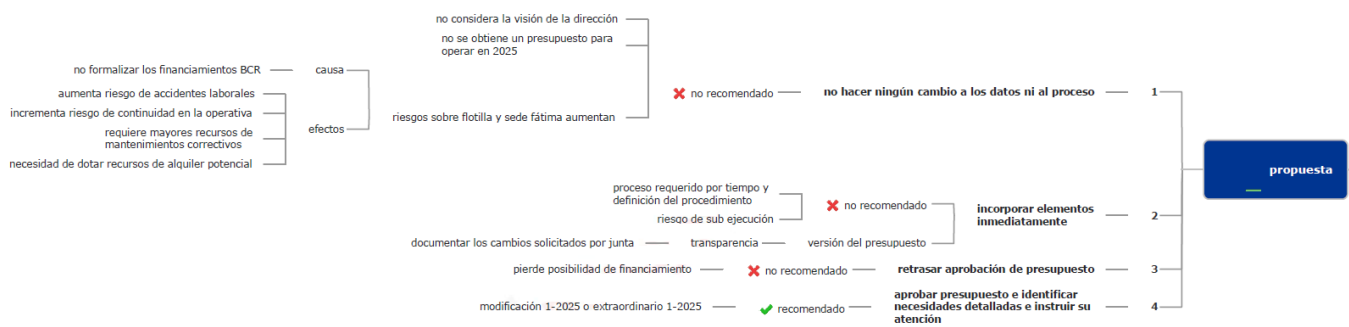 propuesta
1
no hacer ningún cambio a los datos ni al proceso
no recomendado
no considera la visión de la dirección
no se obtiene un presupuesto para
operar en 2025
riesgos sobre flotilla y sede fátima aumentan
causa
no formalizar los financiamientos BCR
efectos
aumenta riesgo de accidentes laborales
incrementa riesgo de continuidad en la operativa
requiere mayores recursos de
mantenimientos correctivos
necesidad de dotar recursos de alquiler potencial
2
incorporar elementos
inmediatamente
no recomendado
proceso requerido por tiempo y
definición del procedimiento
riesgo de sub ejecución
versión del presupuesto
transparencia
documentar los cambios solicitados por junta
3
retrasar aprobación de presupuesto
no recomendado
pierde posibilidad de financiamiento
4
aprobar presupuesto e identificar
necesidades detalladas e instruir su
atención
recomendado
modificación 1-2025 o extraordinario 1-2025